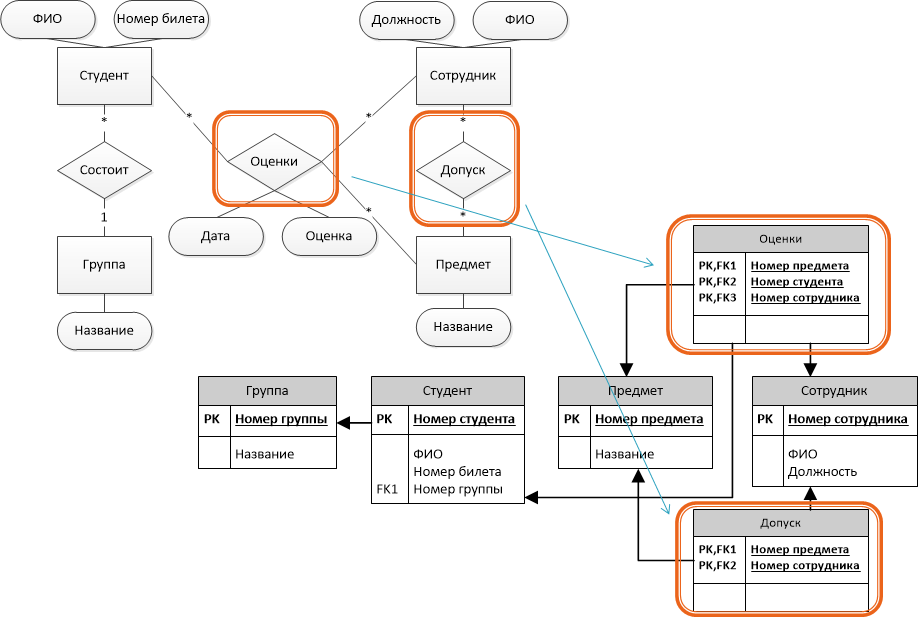 ФИО
Номер билета
Должность
ФИО
Студент
Сотрудник
*
*
*
*
Состоит
Оценки
Допуск
1
*
*
Дата
Оценка
Группа
Предмет
Название
Название
Оценки
PK,FK1 Номер предмета
PK,FK2 Номер студента
PK,FK3 Номер сотрудника
Группа
PK Номер группы
Название
Студент
PK Номер студента
ФИО
Номер билета
FK1 Номер группы
Предмет
PK Номер предмета
Название
Сотрудник
PK Номер сотрудника
ФИО
Должность
Допуск
PK,FK1 Номер предмета
PK,FK2 Номер сотрудника